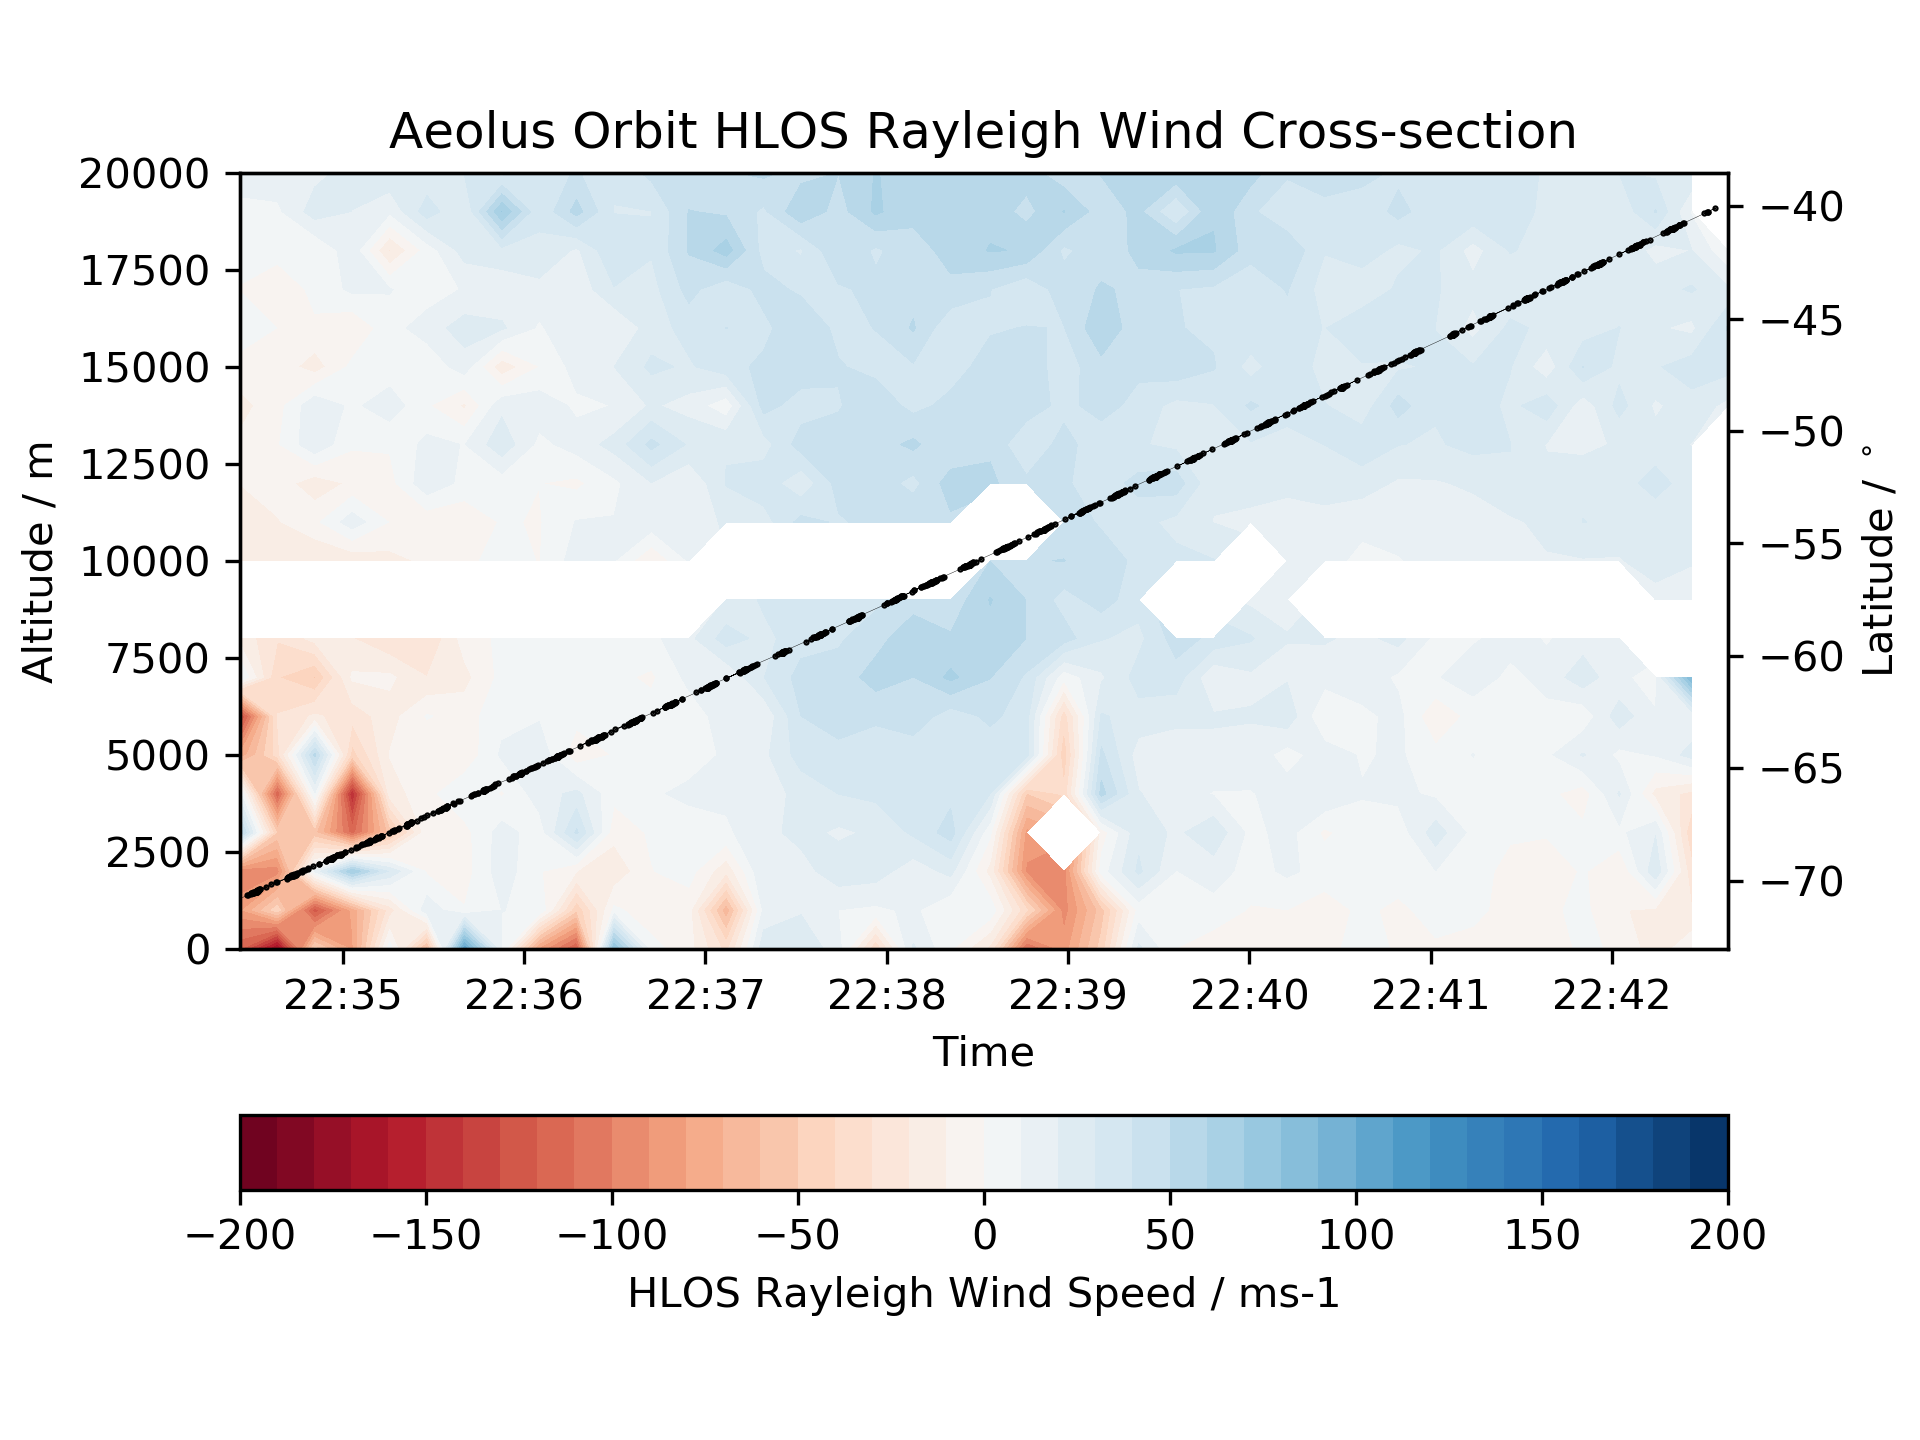 Aeolus Orbit HLOS Rayleigh Wind Cross-section
20000
17500
15000
12500
10000
7500
5000
2500
0
Altitude / m
−40
−45
−50
−55
−60
−65
−70
Latitude / °
22:35 22:36 22:37 22:38 22:39 22:40 22:41 22:42
Time
−200 −150 −100 −50 0 50 100 150 200
HLOS Rayleigh Wind Speed / ms-1